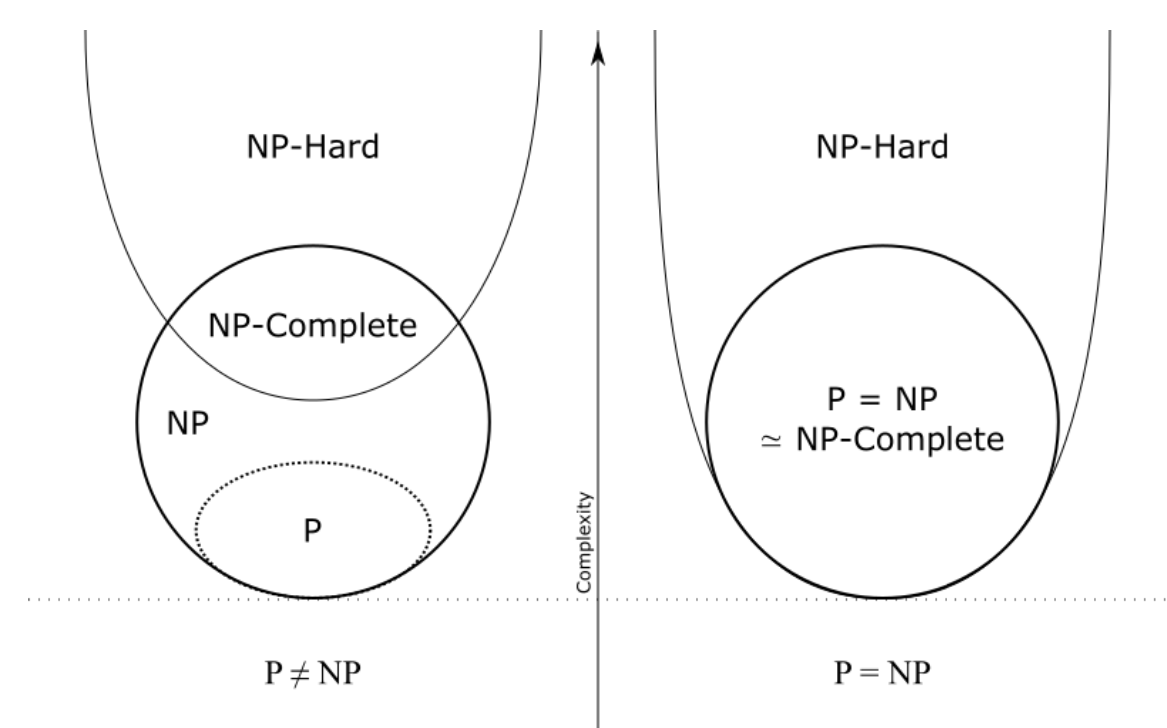 NP-Hard
NP-Complete
NP
P
P ≠ NP
Complexity
NP-Hard
P = NP
≃ NP-Complete
P = NP